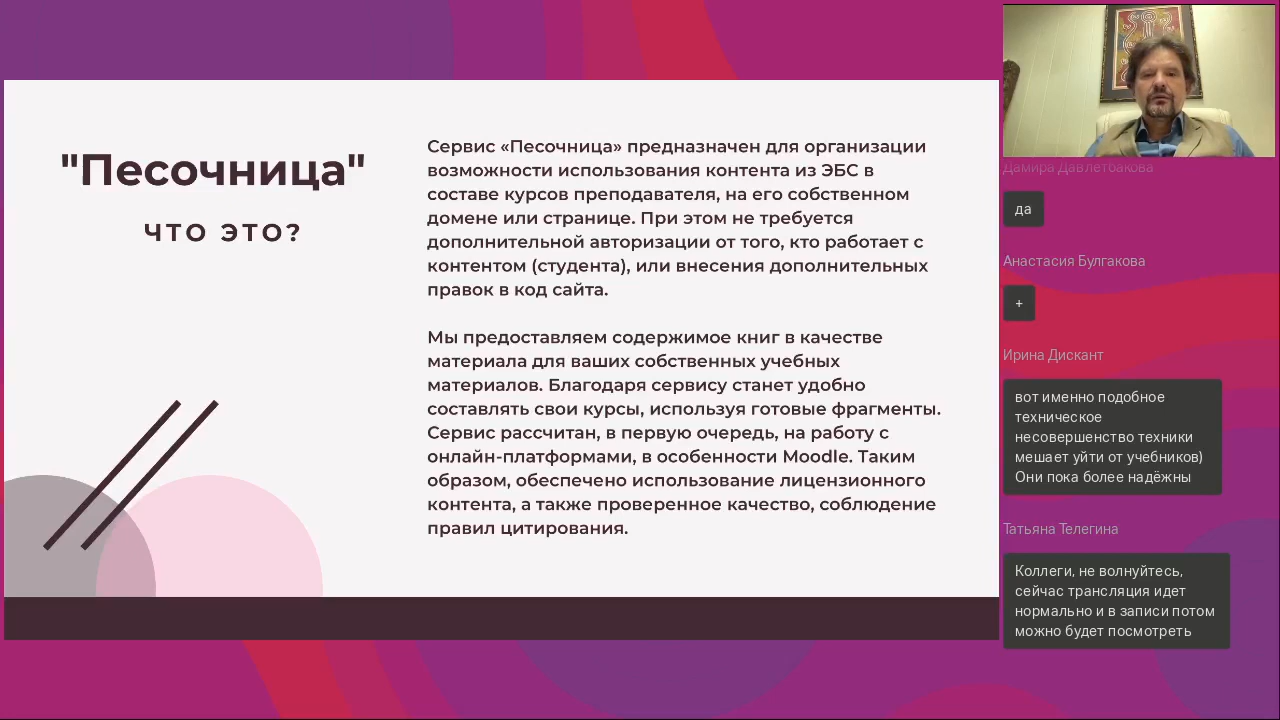 "Песочница"
ЧТО ЭТО?
Сервис «Песочница» предназначен для организации
возможности использования контента из ЭБС в
составе курсов преподавателя, на его собственном
домене или странице. При этом не требуется
дополнительной авторизации от того, кто работает с
контентом (студента), или внесения дополнительных
правок в код сайта.
Мы предоставляем содержимое книг в качестве
материала для ваших собственных учебных
материалов. Благодаря сервису станет удобно
составлять свои курсы, используя готовые фрагменты.
Сервис рассчитан, в первую очередь, на работу с
онлайн-платформами, в особенности Moodle. Таким
образом, обеспечено использование лицензионного
контента, а также проверенное качество, соблюдение
правил цитирования.
Дамира Давлетбакова
да
Анастасия Булгакова
+
Ирина Дискант
вот именно подобное
техническое
несовершенство техники
мешает уйти от учебников)
Они пока более надёжны
Татьяна Телегина
Коллеги, не волнуйтесь,
сейчас трансляция идет
нормально и в записи потом
можно будет посмотреть